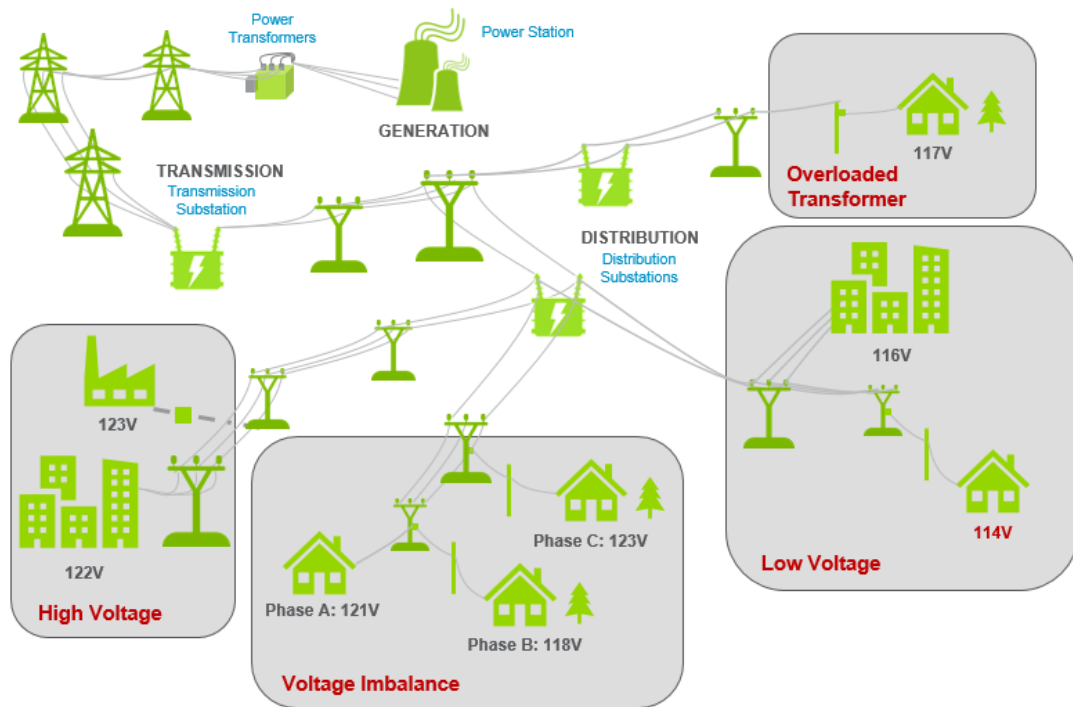 Power
Transformers
Power Station
GENERATION
TRANSMISSION
Transmission
Substation
117V
Overloaded
Transformer
DISTRIBUTION
Distribution
Substations
116V
114V
Low Voltage
123V
122V
High Voltage
Phase C: 123V
Phase A: 121V
Phase B: 118V
Voltage Imbalance